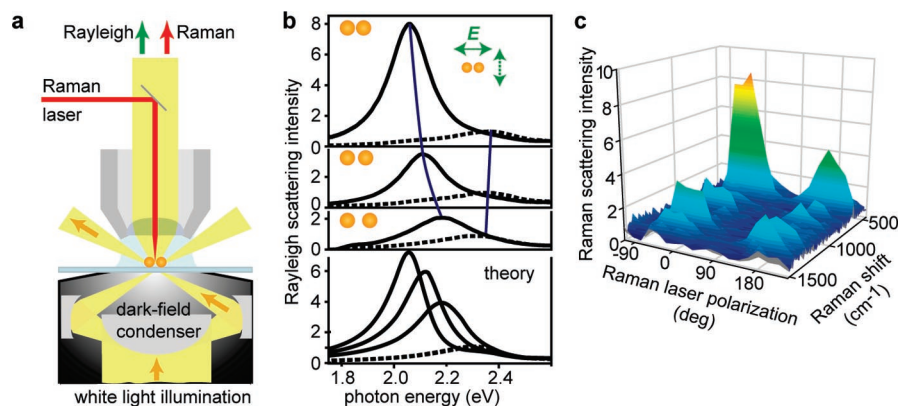 a
Rayleigh
Raman
Raman
laser
dark-field
condenser
white light illumination
b
Rayleigh scattering intensity
8
6
4
2
0
E
2
0
2
0
6
4
2
0
theory
2.0
2.2
2.4
photon energy (eV)
c
Raman scattering intensity
10
8
6
4
2
0
-90
0
90
180
Raman laser polarization
(deg)
500
1000
1500
Raman shift
(cm-1)